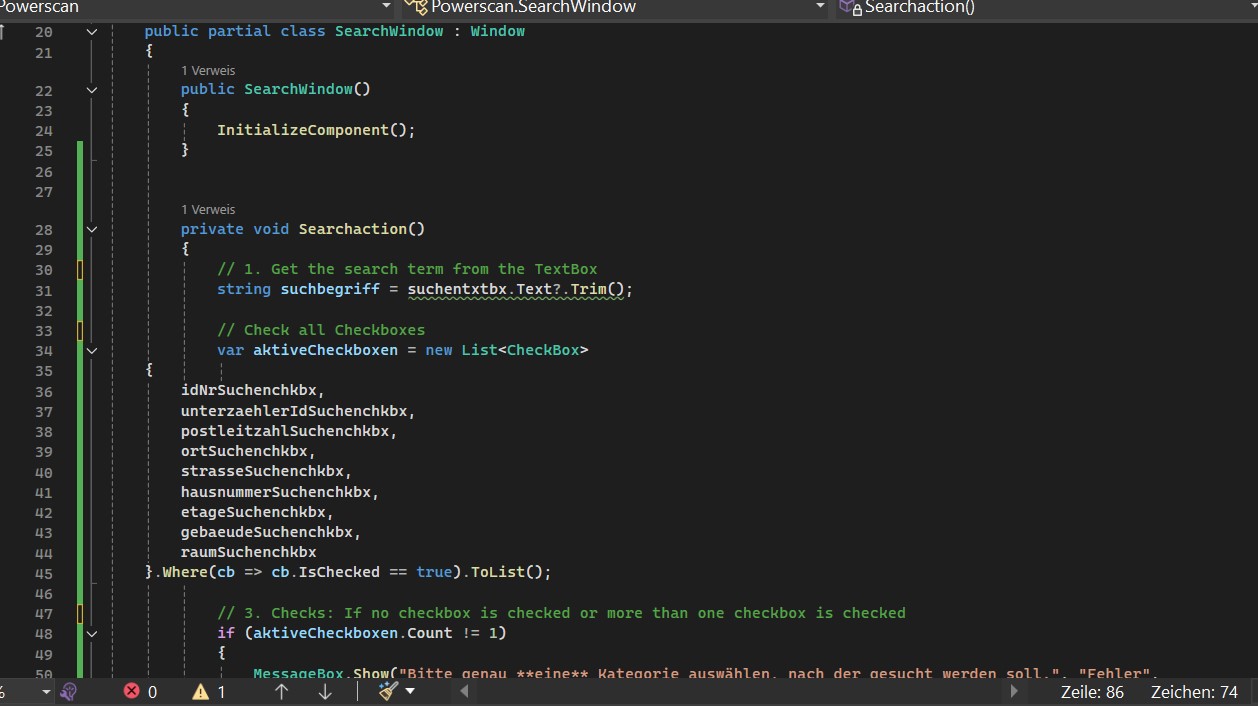 Powerscan Powerscan.SearchWindow Searchaction()
20 public partial class SearchWindow : Window
21 {
1 Verweis
22 public SearchWindow()
23 {
24 InitializeComponent();
25 }
26
27
1 Verweis
28 private void Searchaction()
29 {
30 // 1. Get the search term from the TextBox
31 string suchbegriff = suchentxtbx.Text?.Trim();
32
33 // Check all Checkboxes
34 var aktiveCheckboxen = new List<CheckBox>
35 {
36 idNrSuchenchkbx,
37 unterzaehlerIdSuchenchkbx,
38 postleitzahlSuchenchkbx,
39 ortSuchenchkbx,
40 strasseSuchenchkbx,
41 hausnummerSuchenchkbx,
42 etageSuchenchkbx,
43 gebaeudeSuchenchkbx,
44 raumSuchenchkbx
45 }.Where(cb => cb.IsChecked == true).ToList();
46
47 // 3. Checks: If no checkbox is checked or more than one checkbox is checked
48 if (aktiveCheckboxen.Count != 1)
49 {
50 MessageBox.Show("Bitte genau **eine** Kategorie auswählen, nach der gesucht werden soll.", "Fehler",
% 0 1 Zeile: 86 Zeichen: 74